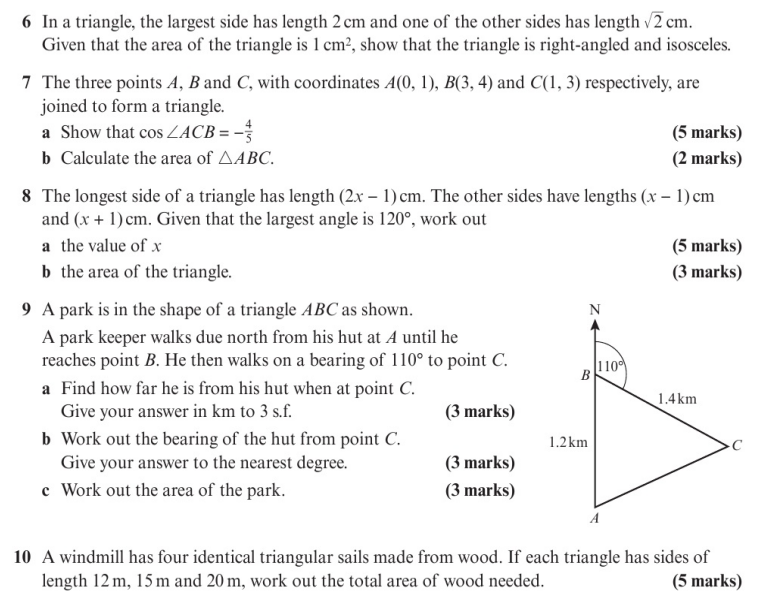 6 In a triangle, the largest side has length 2 cm and one of the other sides has length √2 cm.
Given that the area of the triangle is 1 cm², show that the triangle is right-angled and isosceles.
7 The three points A, B and C, with coordinates A(0, 1), B(3, 4) and C(1, 3) respectively, are
joined to form a triangle.
a Show that cos ∠ACB = −4/5 (5 marks)
b Calculate the area of △ABC. (2 marks)
8 The longest side of a triangle has length (2x − 1) cm. The other sides have lengths (x − 1) cm
and (x + 1) cm. Given that the largest angle is 120°, work out
a the value of x (5 marks)
b the area of the triangle. (3 marks)
9 A park is in the shape of a triangle ABC as shown.
A park keeper walks due north from his hut at A until he
reaches point B. He then walks on a bearing of 110° to point C.
a Find how far he is from his hut when at point C.
Give your answer in km to 3 s.f. (3 marks)
b Work out the bearing of the hut from point C.
Give your answer to the nearest degree. (3 marks)
c Work out the area of the park. (3 marks)
N
110°
B
1.4 km
1.2 km
C
A
10 A windmill has four identical triangular sails made from wood. If each triangle has sides of
length 12 m, 15 m and 20 m, work out the total area of wood needed. (5 marks)